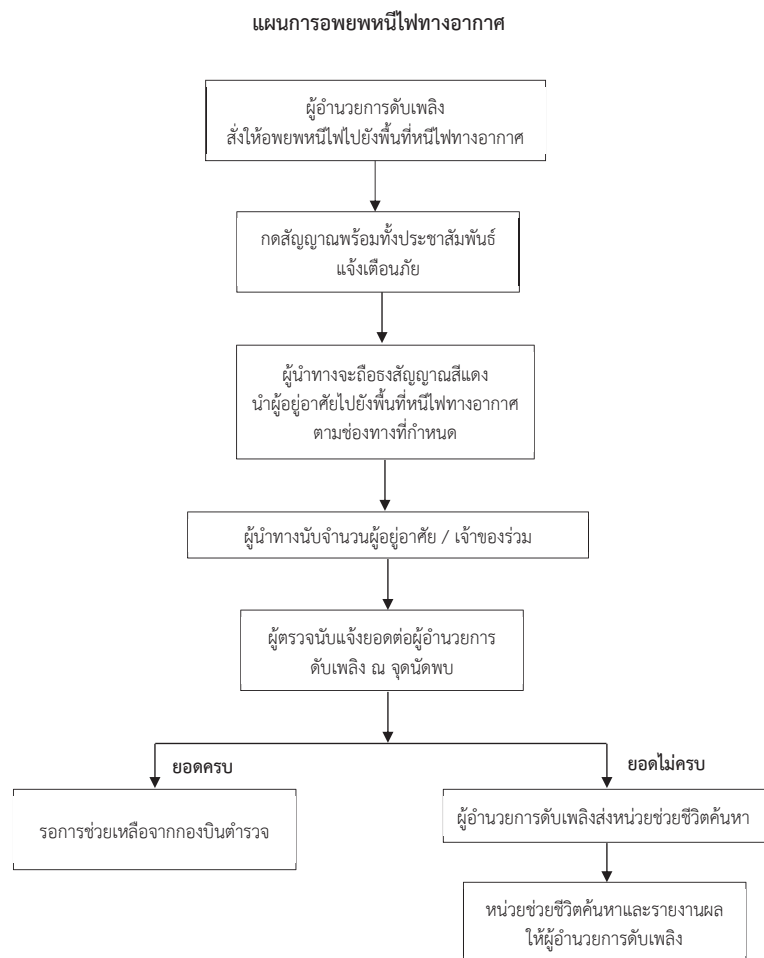 แผนการอพยพหนีไฟทางอากาศ
ผู้อำนวยการดับเพลิง
สั่งให้อพยพหนีไฟไปยังพื้นที่หนีไฟทางอากาศ
กดสัญญาณพร้อมทั้งประชาสัมพันธ์
แจ้งเตือนภัย
ผู้นำทางจะถือธงสัญญาณสีแดง
นำผู้อยู่อาศัยไปยังพื้นที่หนีไฟทางอากาศ
ตามช่องทางที่กำหนด
ผู้นำทางนับจำนวนผู้อยู่อาศัย / เจ้าของร่วม
ผู้ตรวจนับแจ้งยอดต่อผู้อำนวยการ
ดับเพลิง ณ จุดนัดพบ
ยอดครบ
ยอดไม่ครบ
รอการช่วยเหลือจากกองบินตำรวจ
ผู้อำนวยการดับเพลิงส่งหน่วยช่วยชีวิตค้นหา
หน่วยช่วยชีวิตค้นหาและรายงานผล
ให้ผู้อำนวยการดับเพลิง